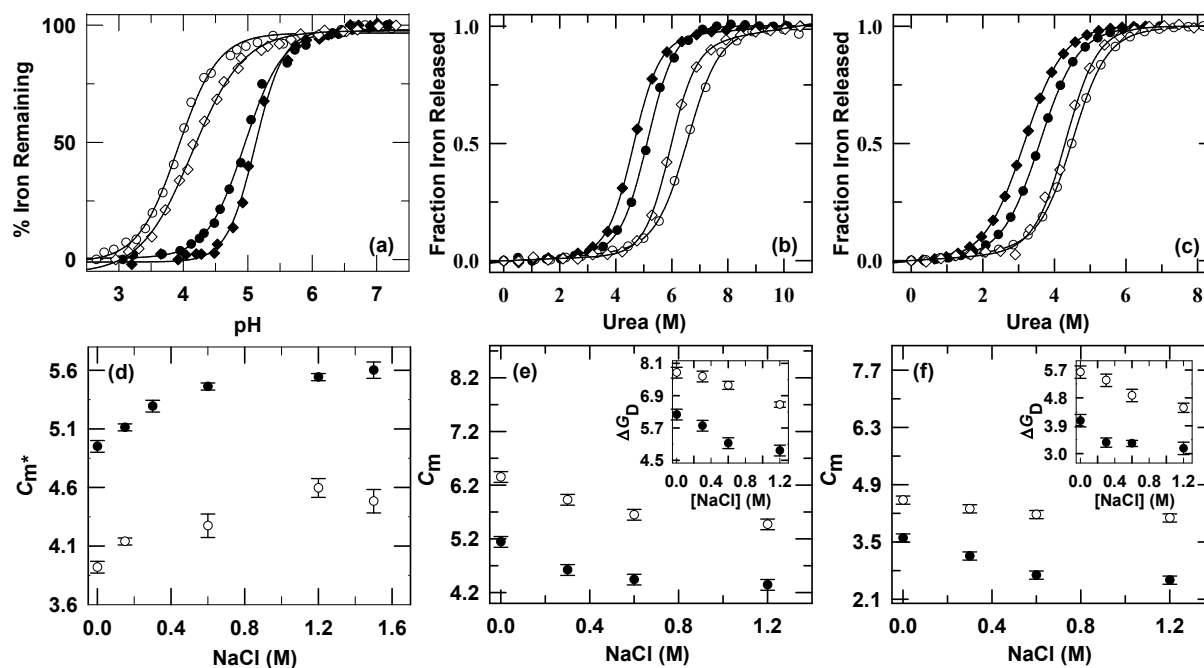 100
50
0
% Iron Remaining
3 4 5 6 7
pH
(a)
1.0
0.5
0.0
Fraction Iron Released
0 2 4 6 8 10
Urea (M)
(b)
1.0
0.5
0.0
Fraction Iron Released
0 2 4 6 8
Urea (M)
(c)
(d)
5.6
5.1
4.6
4.1
3.6
Cm*
0.0 0.4 0.8 1.2 1.6
NaCl (M)
(e)
8.2
7.2
6.2
5.2
4.2
Cm
0.0 0.4 0.8 1.2
NaCl (M)
8.1
6.9
5.7
4.5
ΔGD
0.0 0.4 0.8 1.2
[NaCl] (M)
(f)
7.7
6.3
4.9
3.5
2.1
Cm
0.0 0.4 0.8 1.2
NaCl (M)
5.7
4.8
3.9
3.0
ΔGD
0.0 0.4 0.8 1.2
[NaCl] (M)